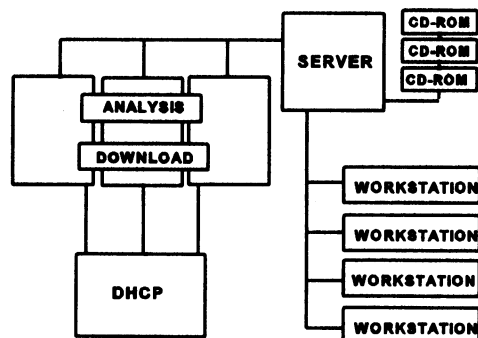 CD-ROM
CD-ROM
CD-ROM
SERVER
ANALYSIS
DOWNLOAD
DHCP
WORKSTATION
WORKSTATION
WORKSTATION
WORKSTATION